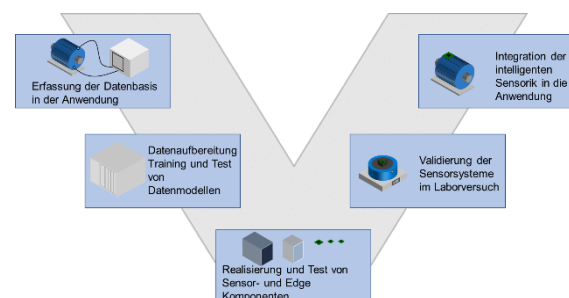 Erfassung der Datenbasis
in der Anwendung
Datenaufbereitung
Training und Test
von
Datenmodellen
Realisierung und Test von
Sensor- und Edge
Komponenten
Validierung der
Sensorsysteme
im Laborversuch
Integration der
intelligenten
Sensorik in die
Anwendung